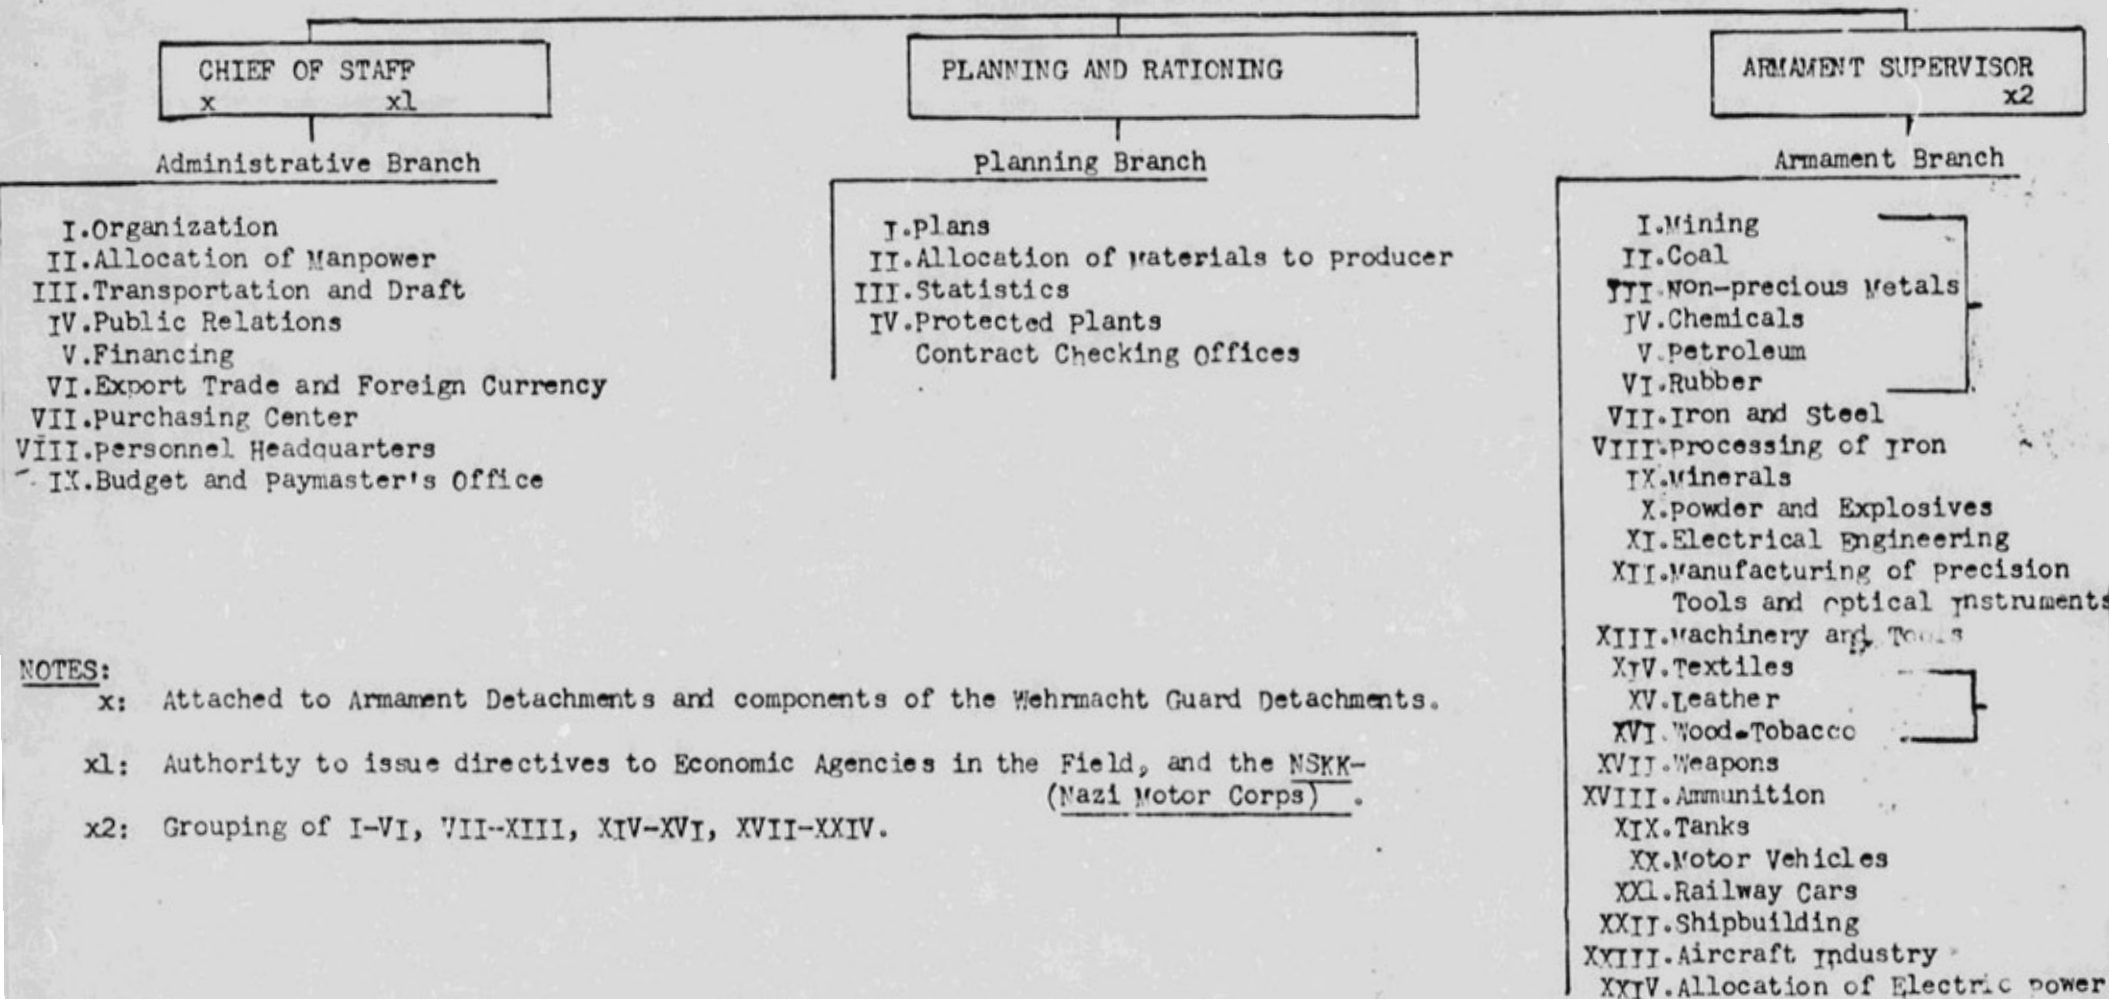 CHIEF OF STAFF
x x1
Administrative Branch
I.Organization
II.Allocation of Manpower
III.Transportation and Draft
IV.Public Relations
V.Financing
VI.Export Trade and Foreign Currency
VII.Purchasing Center
VIII.Personnel Headquarters
IX.Budget and Paymaster's Office
PLANNING AND RATIONING
Planning Branch
I.Plans
II.Allocation of Materials to Producer
III.Statistics
IV.Protected Plants
Contract Checking Offices
ARMAMENT SUPERVISOR
x2
Armament Branch
I.Mining
II.Coal
III.Non-precious Metals
IV.Chemicals
V.Petroleum
VI.Rubber
VII.Iron and Steel
VIII.Processing of Iron
IX.Minerals
X.Powder and Explosives
XI.Electrical Engineering
XII.Manufacturing of Precision
Tools and Optical Instruments
XIII.Machinery and Tools
XIV.Textiles
XV.Leather
XVI.Wood-Tobacco
XVII.Weapons
XVIII.Ammunition
XIX.Tanks
XX.Motor Vehicles
XXI.Railway Cars
XXII.Shipbuilding
XXIII.Aircraft Industry
XXIV.Allocation of Electric Power
NOTES:
x: Attached to Armament Detachments and components of the Wehrmacht Guard Detachments.
x1: Authority to issue directives to Economic Agencies in the Field, and the NSKK-
(Nazi Motor Corps).
x2: Grouping of I-VI, VII--XIII, XIV-XVI, XVII-XXIV.